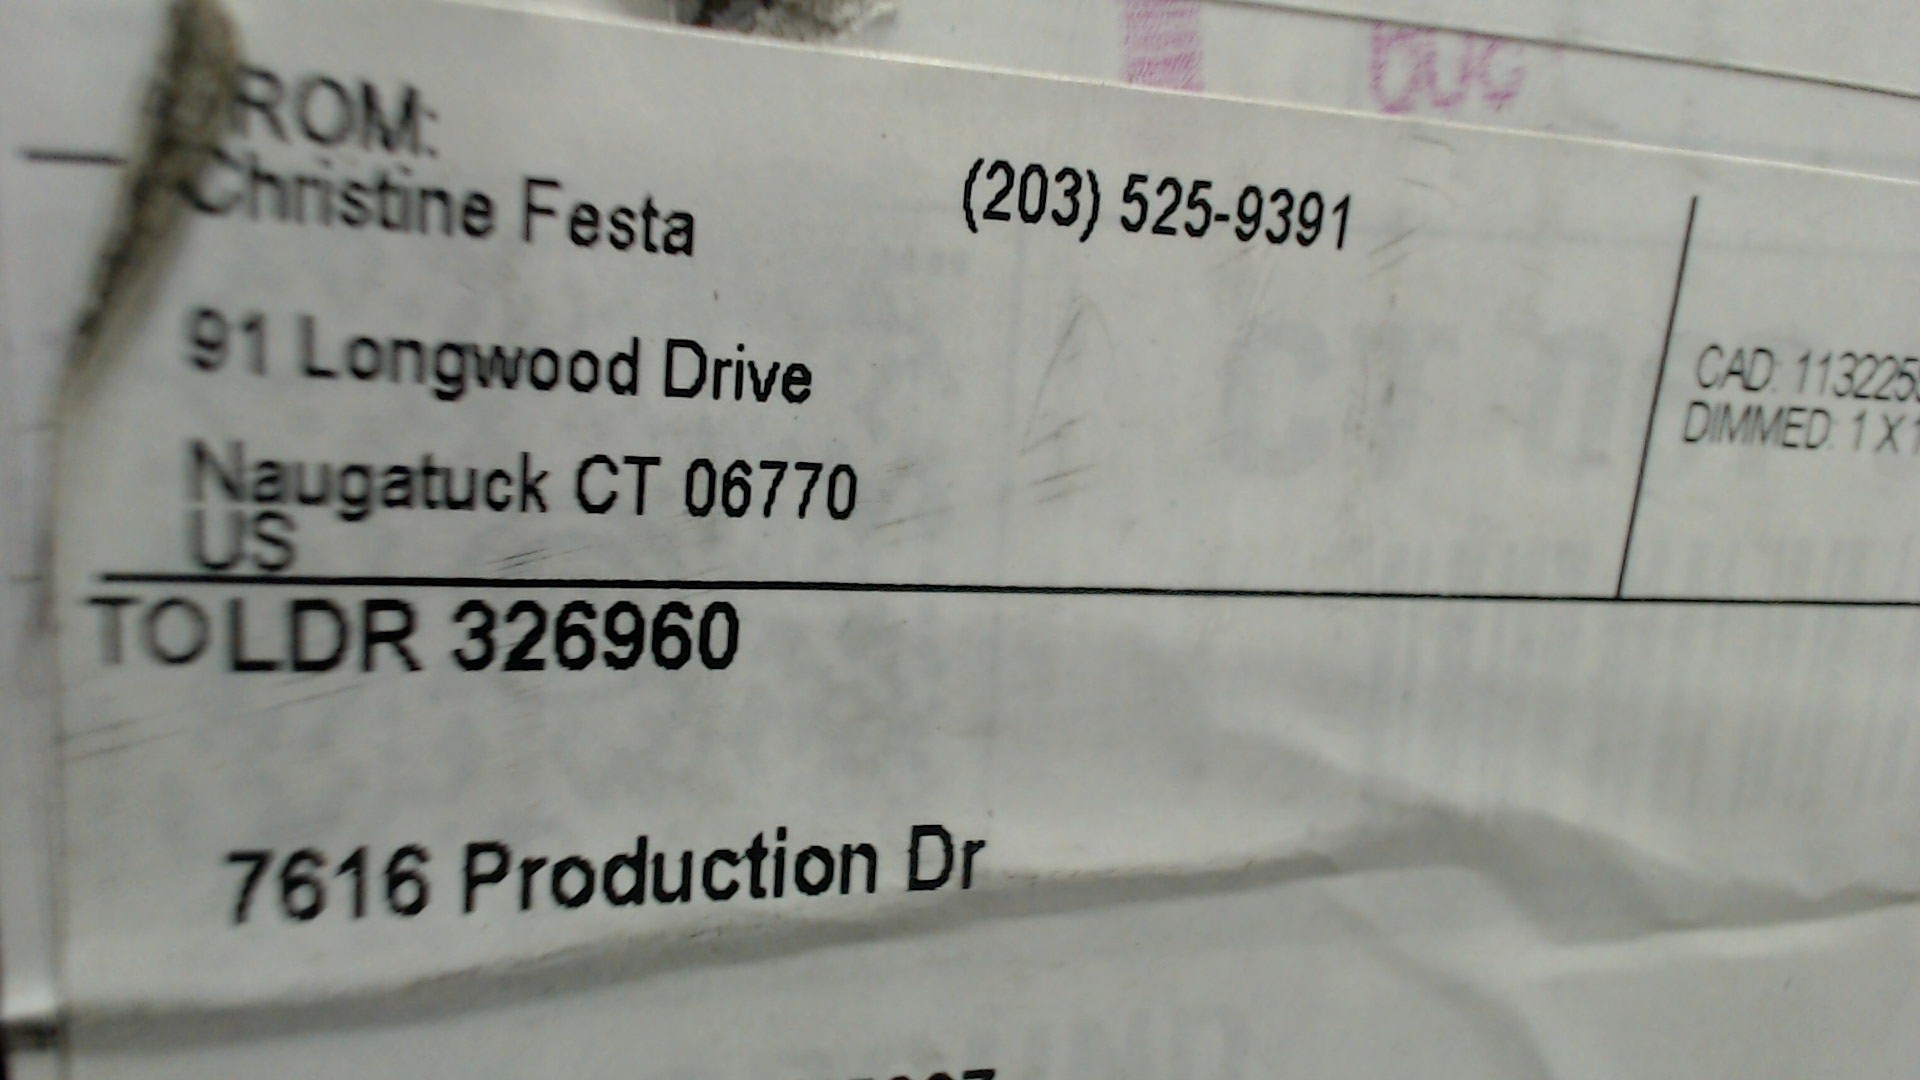 ROM:
Christine Festa (203) 525-9391
91 Longwood Drive
Naugatuck CT 06770
US
CAD: 1132255
DIMMED: 1 X 1
TO LDR 326960
7616 Production Dr